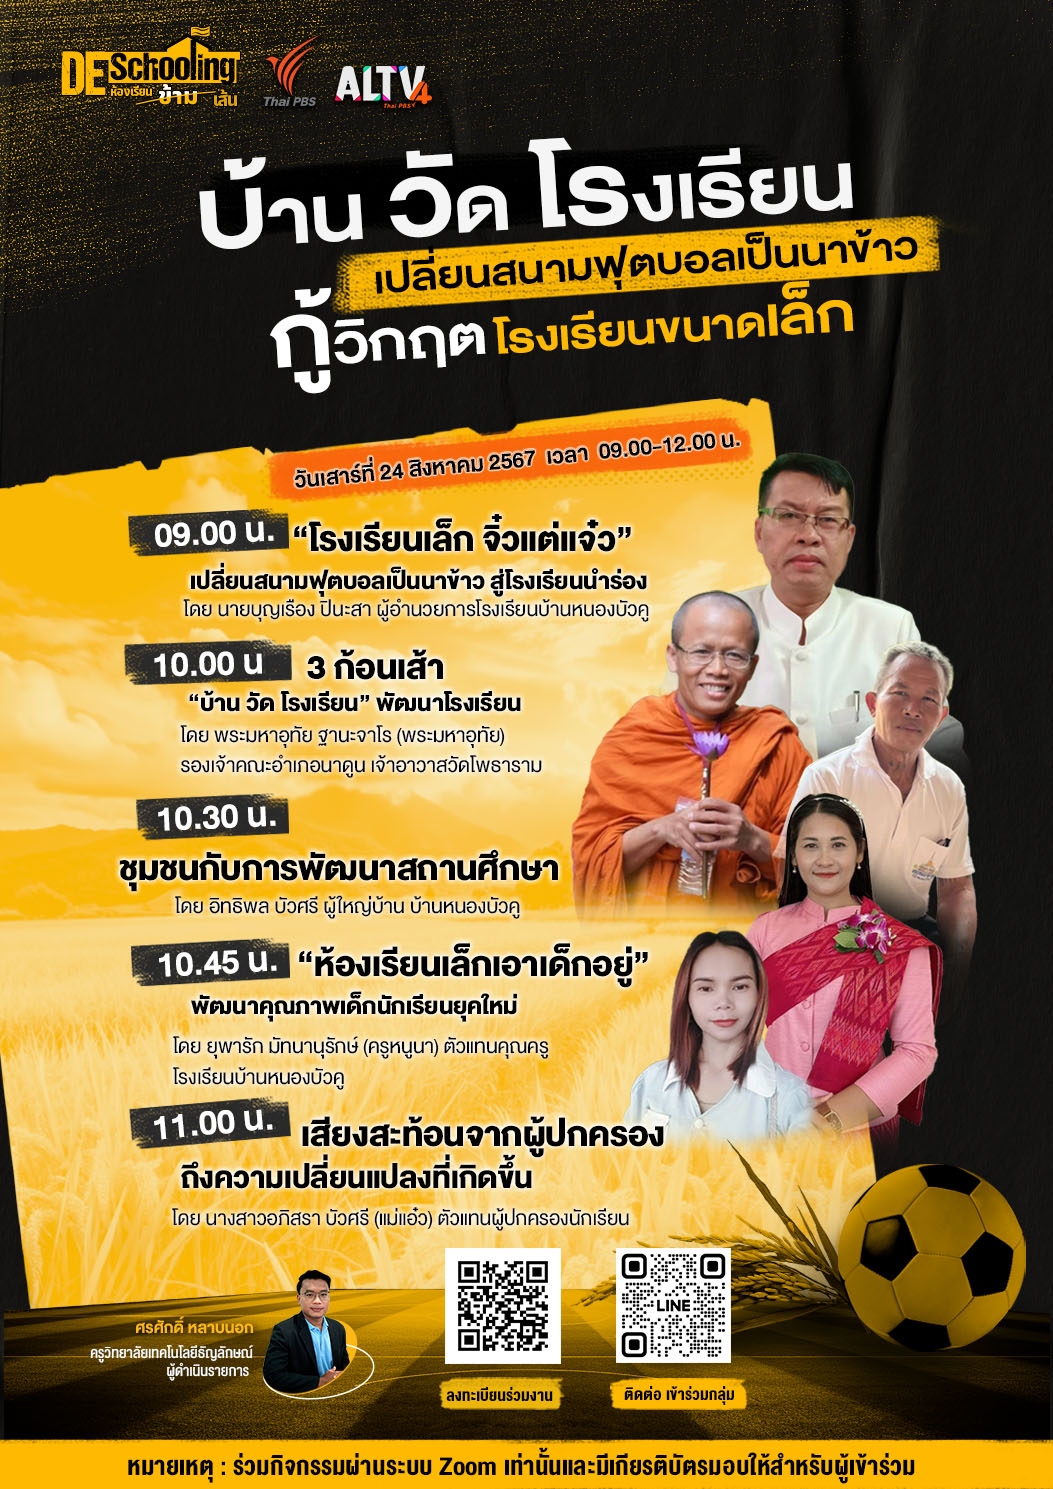 DESchooling
ห้องเรียน ข้าม เส้น
Thai PBS
ALTV4
Thai PBS
บ้าน วัด โรงเรียน
เปลี่ยนสนามฟุตบอลเป็นนาข้าว
กู้วิกฤต โรงเรียนขนาดเล็ก
วันเสาร์ที่ 24 สิงหาคม 2567 เวลา 09.00-12.00 น.
09.00 น. “โรงเรียนเล็ก จิ๋วแต่แจ๋ว”
เปลี่ยนสนามฟุตบอลเป็นนาข้าว สู่โรงเรียนนำร่อง
โดย นายบุญเรือง ปินะสา ผู้อำนวยการโรงเรียนบ้านหนองบัวคู
10.00 น 3 ก้อนเส้า
“บ้าน วัด โรงเรียน” พัฒนาโรงเรียน
โดย พระมหาอุทัย ฐานะจาโร (พระมหาอุทัย)
รองเจ้าคณะอำเภอนาดูน เจ้าอาวาสวัดโพธาราม
10.30 น.
ชุมชนกับการพัฒนาสถานศึกษา
โดย อิทธิพล บัวศรี ผู้ใหญ่บ้าน บ้านหนองบัวคู
10.45 น. “ห้องเรียนเล็กเอาเด็กอยู่”
พัฒนาคุณภาพเด็กนักเรียนยุคใหม่
โดย ยุพารัก มัทนานุรักษ์ (ครูหนูนา) ตัวแทนคุณครู
โรงเรียนบ้านหนองบัวคู
11.00 น. เสียงสะท้อนจากผู้ปกครอง
ถึงความเปลี่ยนแปลงที่เกิดขึ้น
โดย นางสาวอภิสรา บัวศรี (แม่แอ๋ว) ตัวแทนผู้ปกครองนักเรียน
ศรศักดิ์ หลาบนอก
ครูวิทยาลัยเทคโนโลยีธัญลักษณ์
ผู้ดำเนินรายการ
LINE
ลงทะเบียนร่วมงาน
ติดต่อ เข้าร่วมกลุ่ม
หมายเหตุ : ร่วมกิจกรรมผ่านระบบ Zoom เท่านั้นและมีเกียรติบัตรมอบให้สำหรับผู้เข้าร่วม